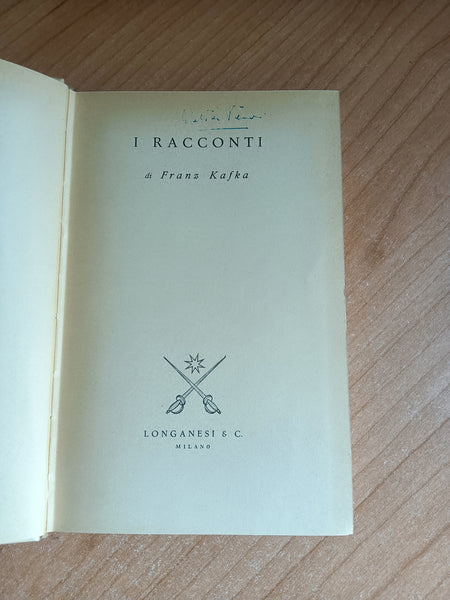 I RACCONTI
di Franz Kafka
LONGANESI & C.
MILANO